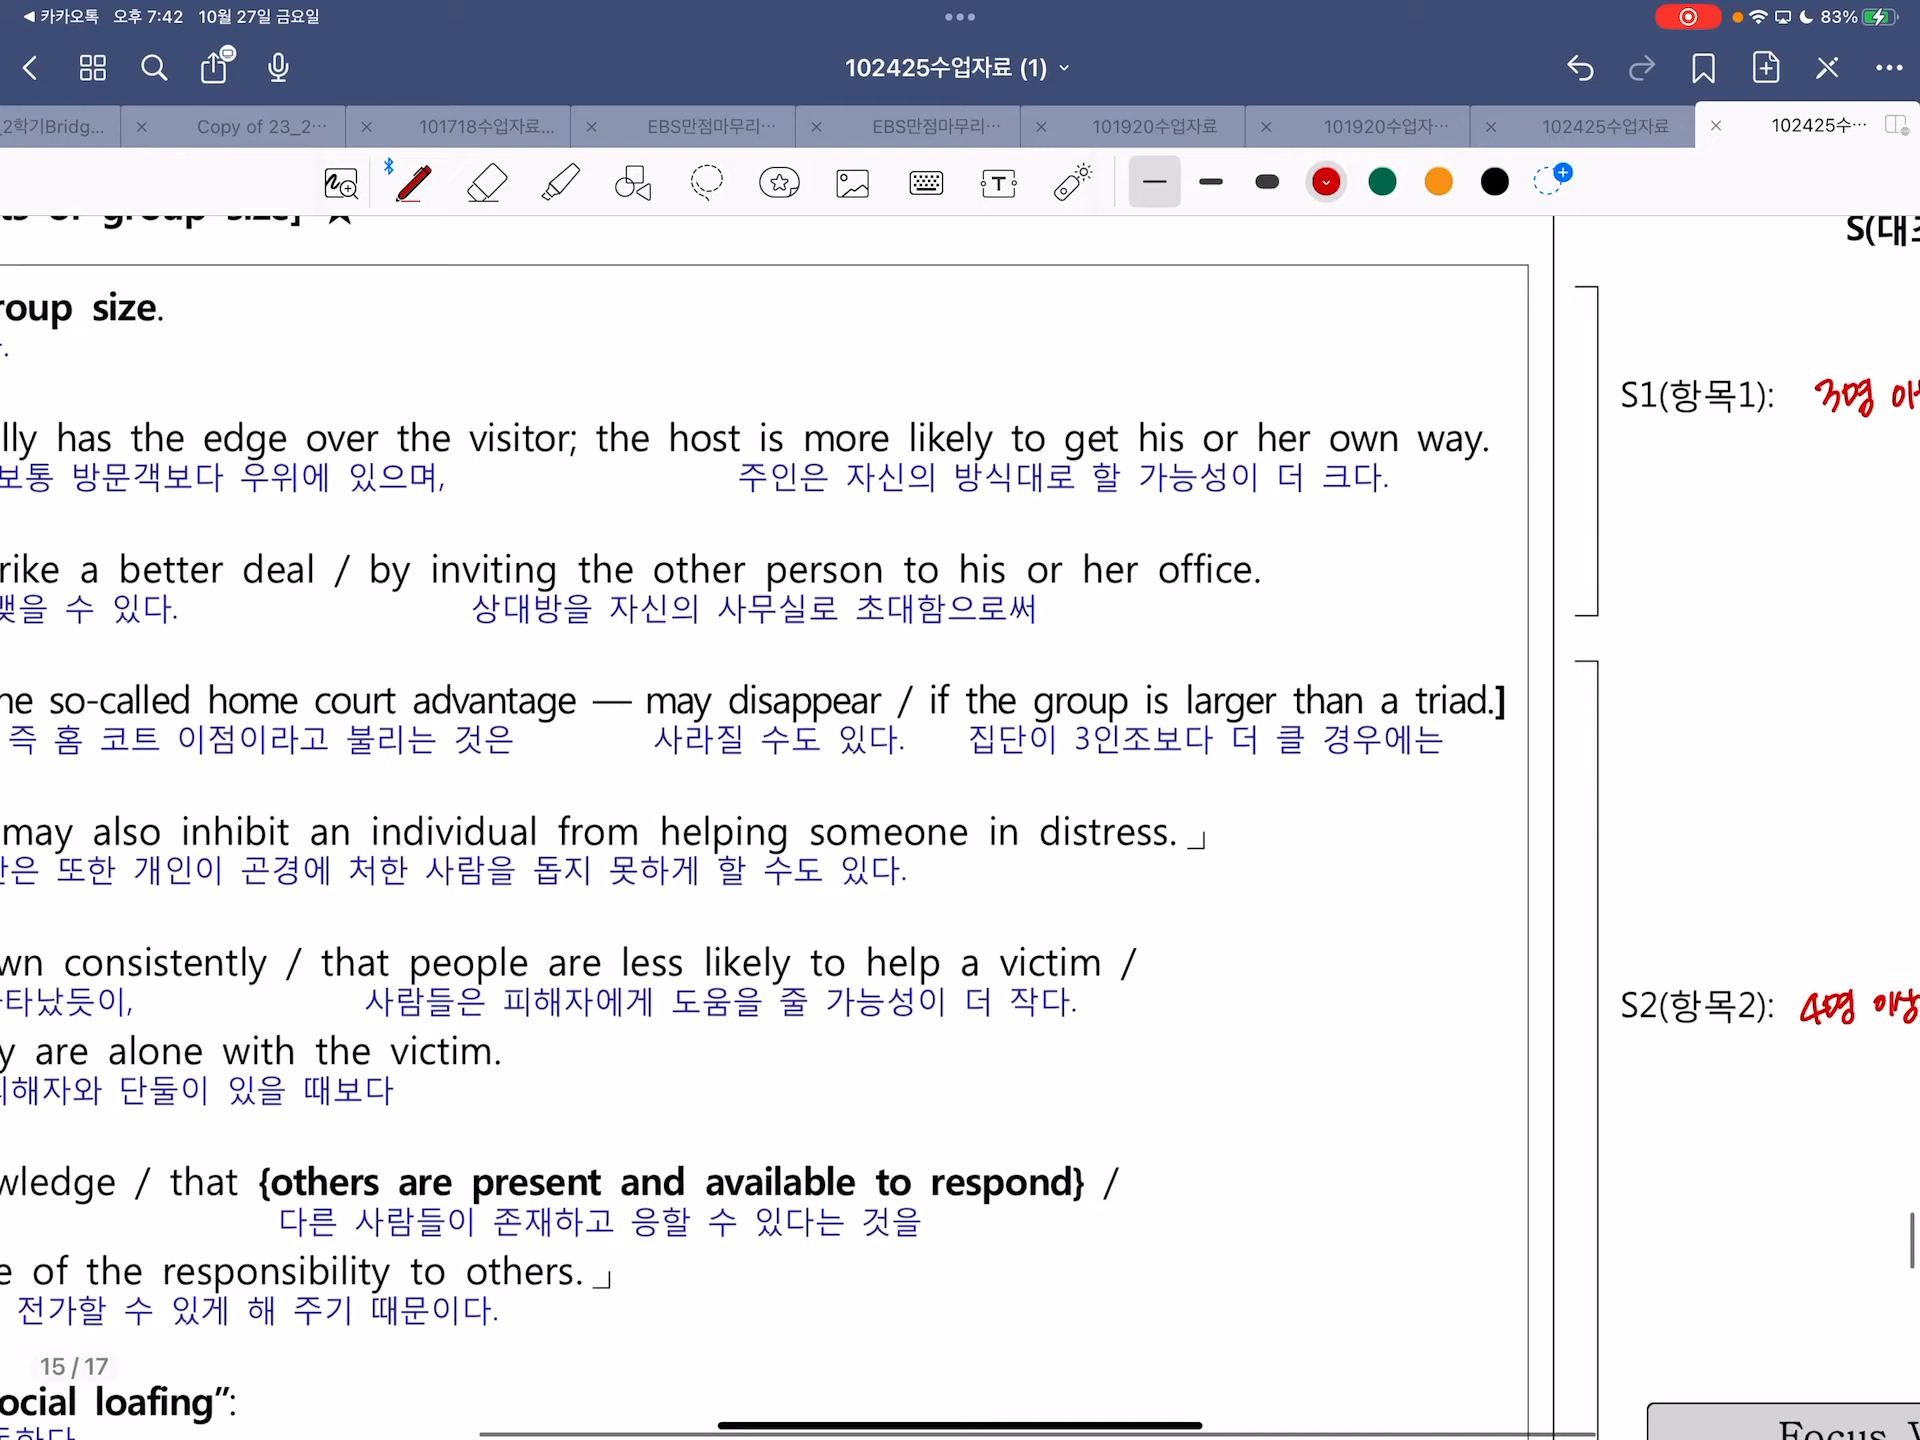 ◀ 카카오톡 오후 7:42 10월 27일 금요일
83%
102425수업자료 (1)
_2학기Bridg...
Copy of 23_2···
101718수업자료...
EBS만점마무리···
EBS만점마무리···
101920수업자료
101920수업자···
102425수업자료
102425수···
of group size] ★
S(대조
roup size.
S1(항목1): 3명 이
lly has the edge over the visitor; the host is more likely to get his or her own way.
보통 방문객보다 우위에 있으며, 주인은 자신의 방식대로 할 가능성이 더 크다.
rike a better deal / by inviting the other person to his or her office.
맺을 수 있다. 상대방을 자신의 사무실로 초대함으로써
he so-called home court advantage — may disappear / if the group is larger than a triad.]
즉 홈 코트 이점이라고 불리는 것은 사라질 수도 있다. 집단이 3인조보다 더 클 경우에는
may also inhibit an individual from helping someone in distress.」
은 또한 개인이 곤경에 처한 사람을 돕지 못하게 할 수도 있다.
wn consistently / that people are less likely to help a victim /
타났듯이, 사람들은 피해자에게 도움을 줄 가능성이 더 작다.
S2(항목2): 4명 이상
y are alone with the victim.
피해자와 단둘이 있을 때보다
wledge / that {others are present and available to respond} /
다른 사람들이 존재하고 응할 수 있다는 것을
e of the responsibility to others.」
전가할 수 있게 해 주기 때문이다.
15 / 17
ocial loafing”:
Focus